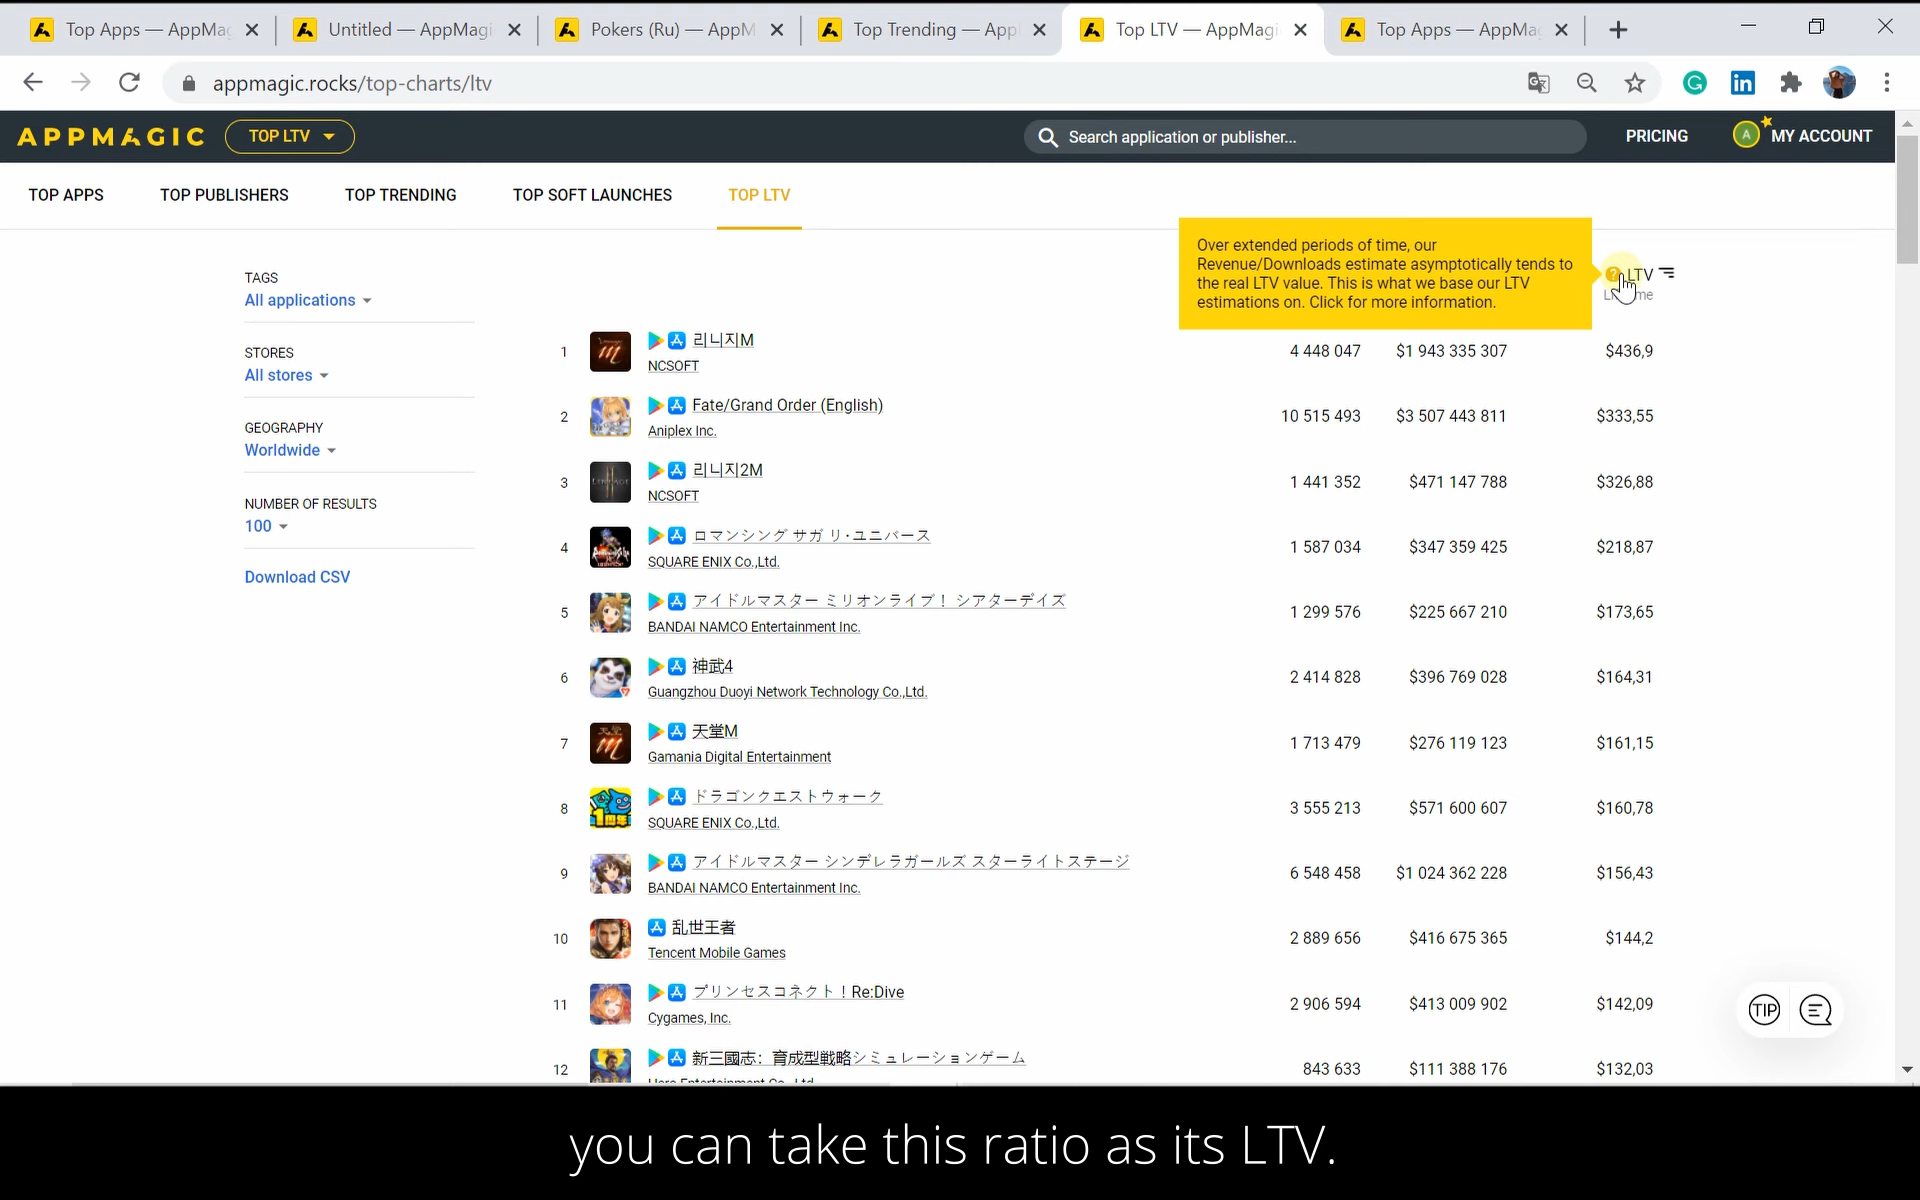 Top Apps — AppMag
Untitled — AppMagi
Pokers (Ru) — AppM
Top Trending — App
Top LTV — AppMagi
Top Apps — AppMa
appmagic.rocks/top-charts/ltv
APPMAGIC
TOP LTV
Search application or publisher...
PRICING
A
MY ACCOUNT
TOP APPS
TOP PUBLISHERS
TOP TRENDING
TOP SOFT LAUNCHES
TOP LTV
Over extended periods of time, our
Revenue/Downloads estimate asymptotically tends to
the real LTV value. This is what we base our LTV
estimations on. Click for more information.
? LTV
TAGS
All applications
STORES
All stores
GEOGRAPHY
Worldwide
NUMBER OF RESULTS
100
Download CSV
1 리니지M 4 448 047 $1 943 335 307 $436,9
NCSOFT
2 Fate/Grand Order (English) 10 515 493 $3 507 443 811 $333,55
Aniplex Inc.
3 리니지2M 1 441 352 $471 147 788 $326,88
NCSOFT
4 ロマンシング サガ リ・ユニバース 1 587 034 $347 359 425 $218,87
SQUARE ENIX Co.,Ltd.
5 アイドルマスター ミリオンライブ！ シアターデイズ 1 299 576 $225 667 210 $173,65
BANDAI NAMCO Entertainment Inc.
6 神武4 2 414 828 $396 769 028 $164,31
Guangzhou Duoyi Network Technology Co.,Ltd.
7 天堂M 1 713 479 $276 119 123 $161,15
Gamania Digital Entertainment
8 ドラゴンクエストウォーク 3 555 213 $571 600 607 $160,78
SQUARE ENIX Co.,Ltd.
9 アイドルマスター シンデレラガールズ スターライトステージ 6 548 458 $1 024 362 228 $156,43
BANDAI NAMCO Entertainment Inc.
10 乱世王者 2 889 656 $416 675 365 $144,2
Tencent Mobile Games
11 プリンセスコネクト！Re:Dive 2 906 594 $413 009 902 $142,09
Cygames, Inc.
12 新三國志：育成型戦略シミュレーションゲーム 843 633 $111 388 176 $132,03
TIP
you can take this ratio as its LTV.